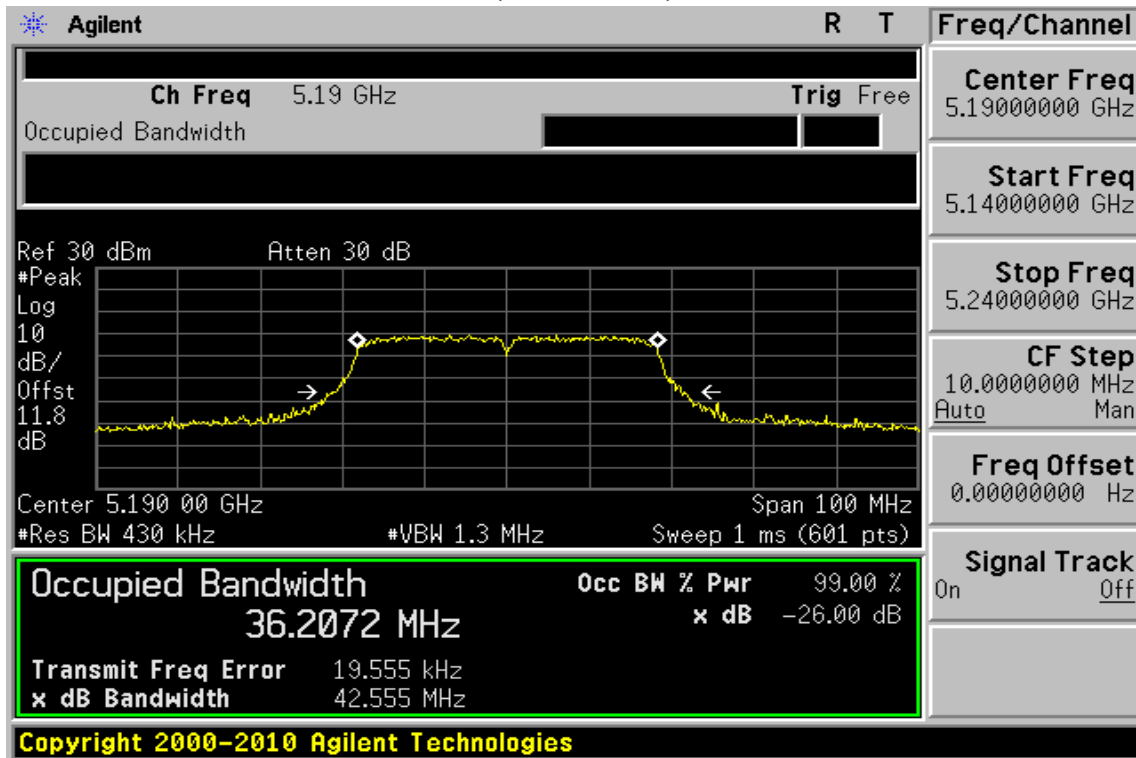 Agilent R T
Ch Freq 5.19 GHz Trig Free
Occupied Bandwidth
Ref 30 dBm Atten 30 dB
#Peak
Log
10
dB/
Offst
11.8
dB
Center 5.190 00 GHz Span 100 MHz
#Res BW 430 kHz #VBW 1.3 MHz Sweep 1 ms (601 pts)
Occupied Bandwidth
36.2072 MHz
Occ BW % Pwr 99.00 %
x dB -26.00 dB
Transmit Freq Error 19.555 kHz
x dB Bandwidth 42.555 MHz
Copyright 2000-2010 Agilent Technologies
Freq/Channel
Center Freq
5.19000000 GHz
Start Freq
5.14000000 GHz
Stop Freq
5.24000000 GHz
CF Step
10.0000000 MHz
Auto Man
Freq Offset
0.00000000 Hz
Signal Track
On Off